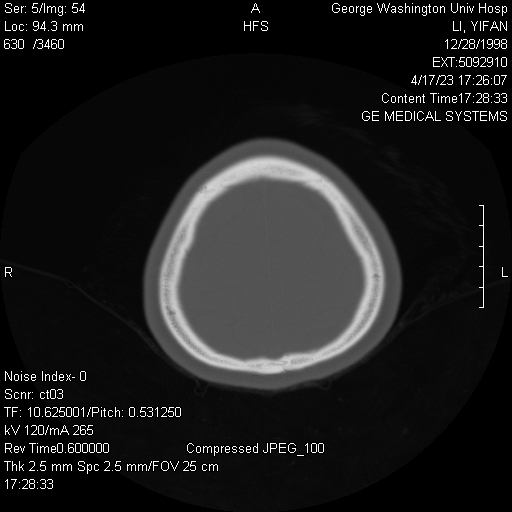 Ser: 5/Img: 54
Loc: 94.3 mm
630 /3460
A
HFS
George Washington Univ Hosp
LI, YIFAN
12/28/1998
EXT:5092910
4/17/23 17:26:07
Content Time17:28:33
GE MEDICAL SYSTEMS
R
L
Noise Index- 0
Scnr: ct03
TF: 10.625001/Pitch: 0.531250
kV 120/mA 265
Rev Time0.600000
Compressed JPEG_100
Thk 2.5 mm Spc 2.5 mm/FOV 25 cm
17:28:33